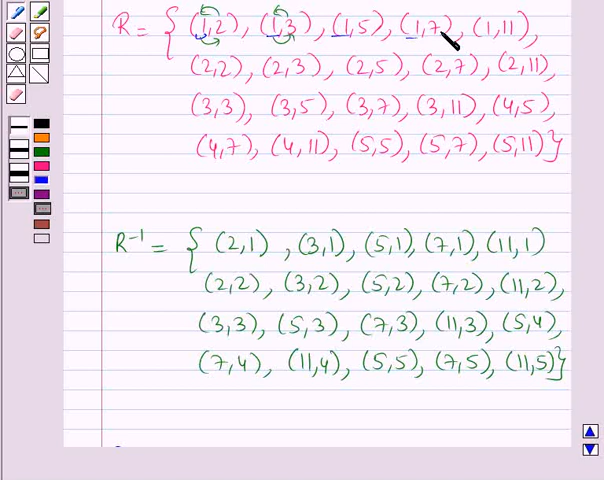 R = { (1,2), (1,3), (1,5), (1,7), (1,11),
(2,2), (2,3), (2,5), (2,7), (2,11)
(3,3), (3,5), (3,7), (3,11), (4,5),
(4,7), (4,11), (5,5), (5,7), (5,11)}
R⁻¹ = { (2,1) , (3,1), (5,1), (7,1), (11,1)
(2,2), (3,2), (5,2), (7,2), (11,2),
(3,3), (5,3), (7,3), (11,3), (5,4),
(7,4), (11,4), (5,5), (7,5), (11,5)}